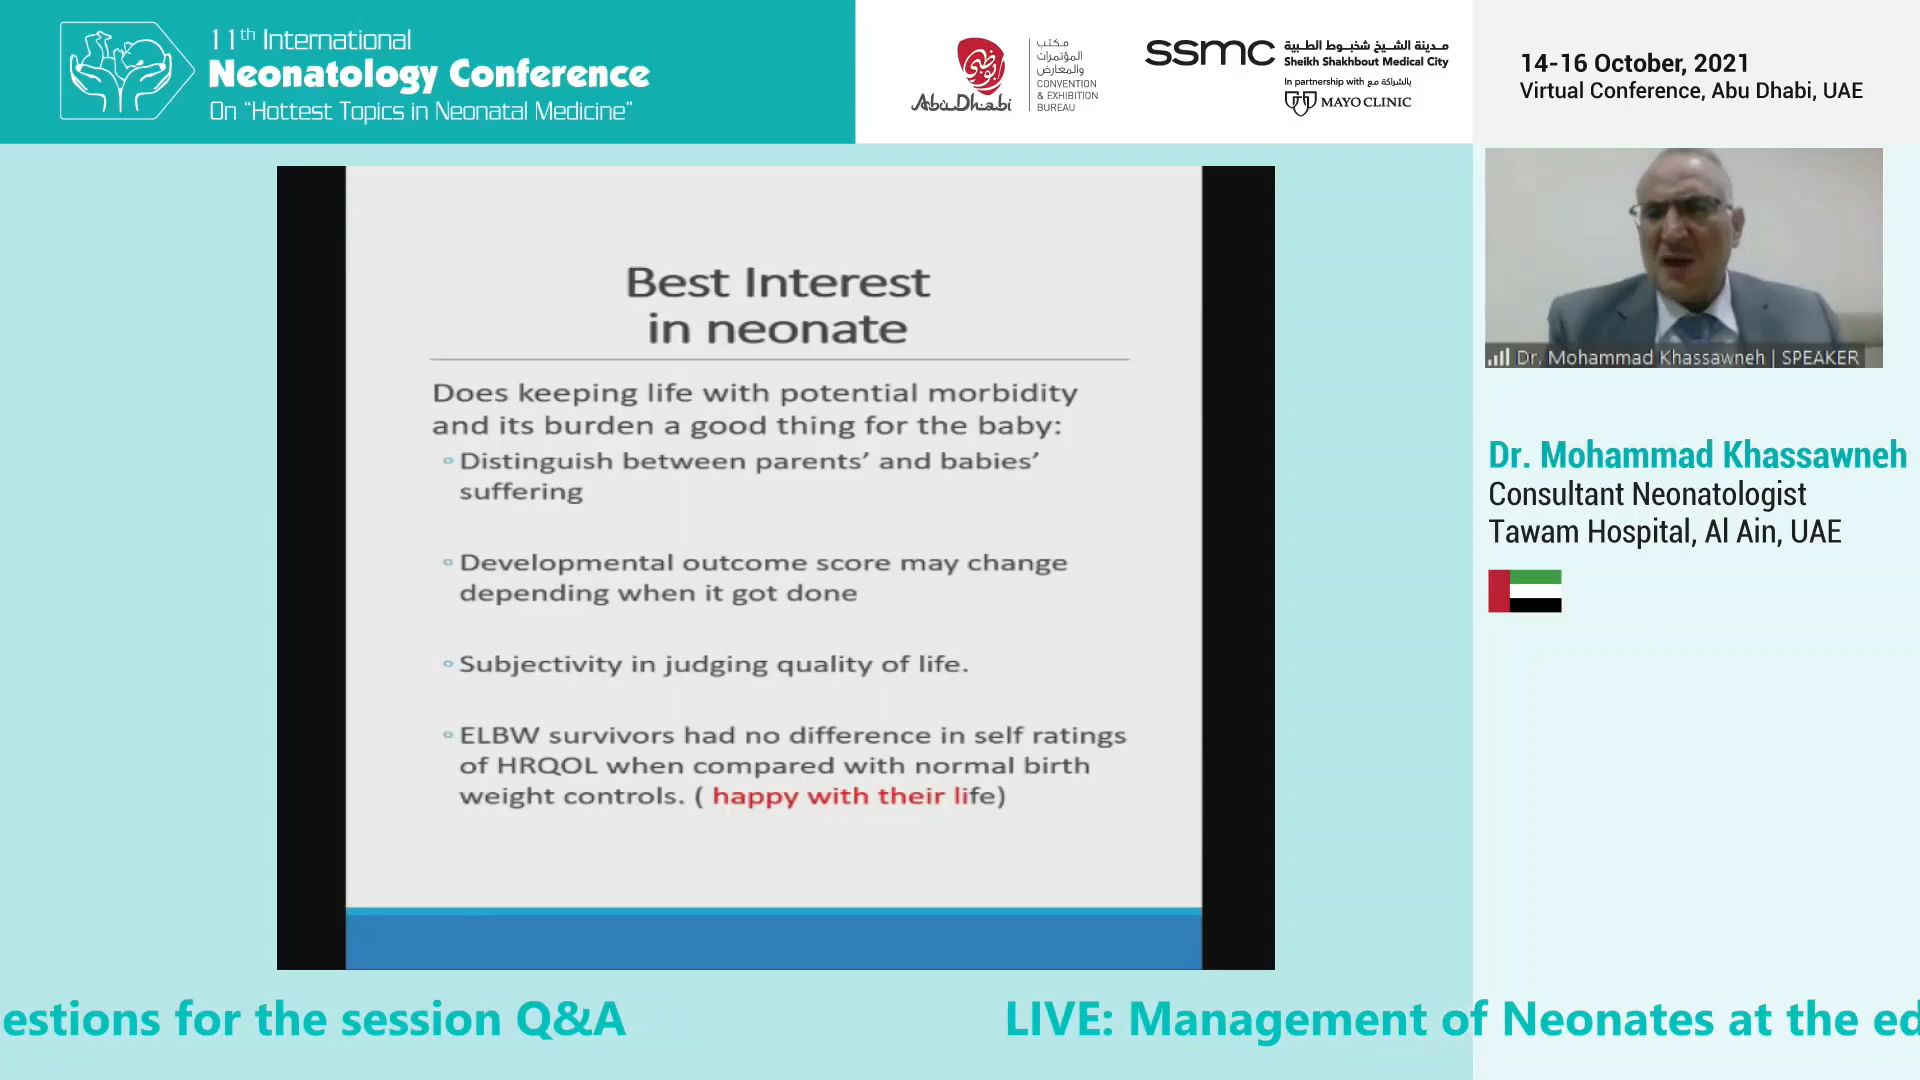 11th International
Neonatology Conference
On "Hottest Topics in Neonatal Medicine"
أبوظبي
Abu Dhabi
مكتب
المؤتمرات
والمعارض
CONVENTION
& EXHIBITION
BUREAU
ssmc
مدينة الشيخ شخبوط الطبية
Sheikh Shakhbout Medical City
In partnership with بالشراكة مع
MAYO CLINIC
14-16 October, 2021
Virtual Conference, Abu Dhabi, UAE
Best Interest
in neonate
Does keeping life with potential morbidity
and its burden a good thing for the baby:
Distinguish between parents' and babies'
suffering
Developmental outcome score may change
depending when it got done
Subjectivity in judging quality of life.
ELBW survivors had no difference in self ratings
of HRQOL when compared with normal birth
weight controls. ( happy with their life)
Dr. Mohammad Khassawneh | SPEAKER
Dr. Mohammad Khassawneh
Consultant Neonatologist
Tawam Hospital, Al Ain, UAE
estions for the session Q&A
LIVE: Management of Neonates at the ed